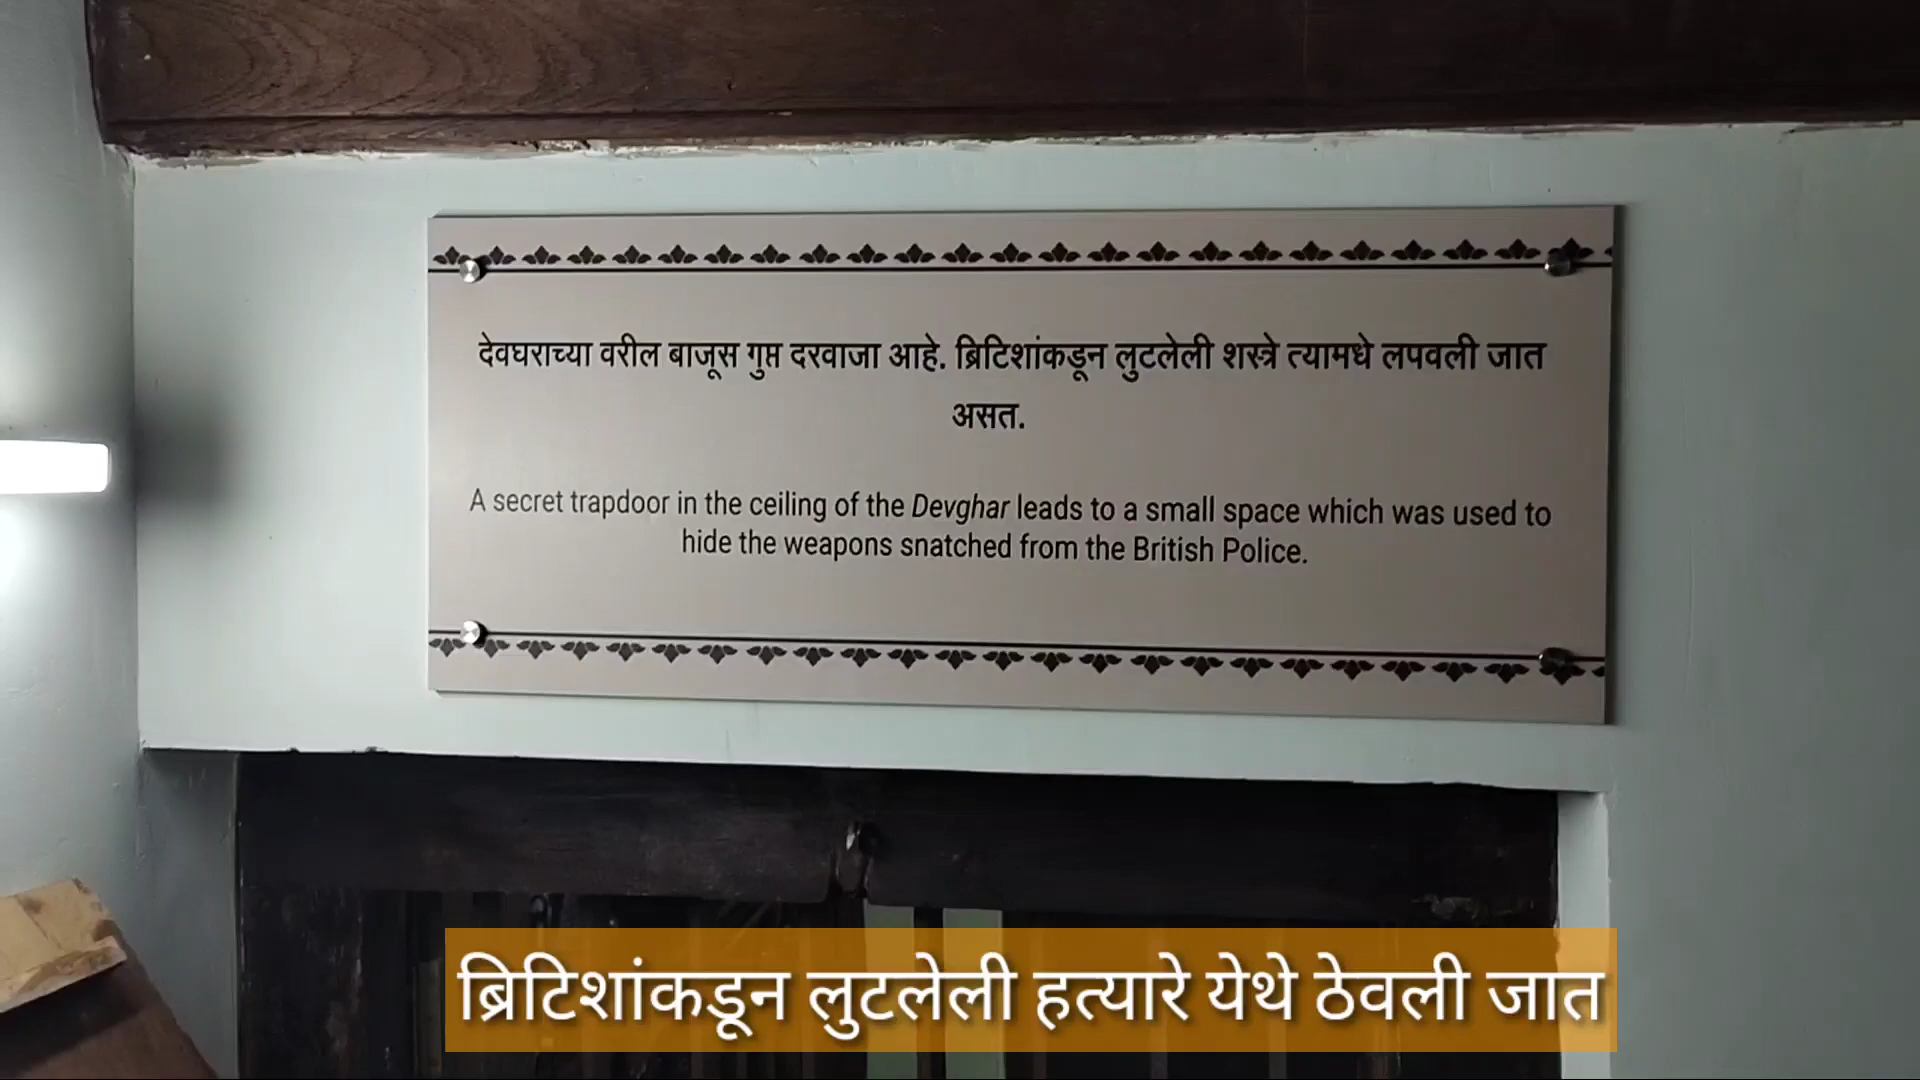 देवघराच्या वरील बाजूस गुप्त दरवाजा आहे. ब्रिटिशांकडून लुटलेली शस्त्रे त्यामधे लपवली जात
असत.
A secret trapdoor in the ceiling of the Devghar leads to a small space which was used to
hide the weapons snatched from the British Police.
ब्रिटिशांकडून लुटलेली हत्यारे येथे ठेवली जात